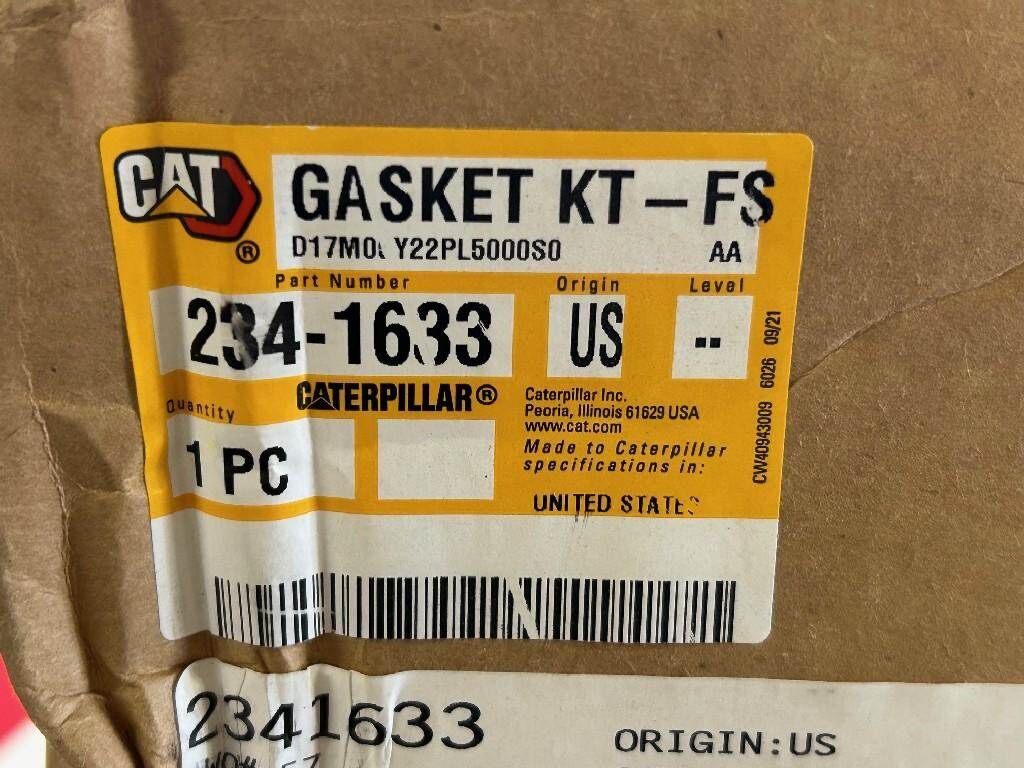 CAT
®
GASKET KT-FS
D17M0 Y22PL5000S0 AA
Part Number Origin Level
234-1633 US --
CATERPILLAR®
Quantity
1 PC
Caterpillar Inc.
Peoria, Illinois 61629 USA
www.cat.com
Made to Caterpillar
specifications in:
UNITED STATES
CW40943009 6026 09/21
2341633
ORIGIN:US